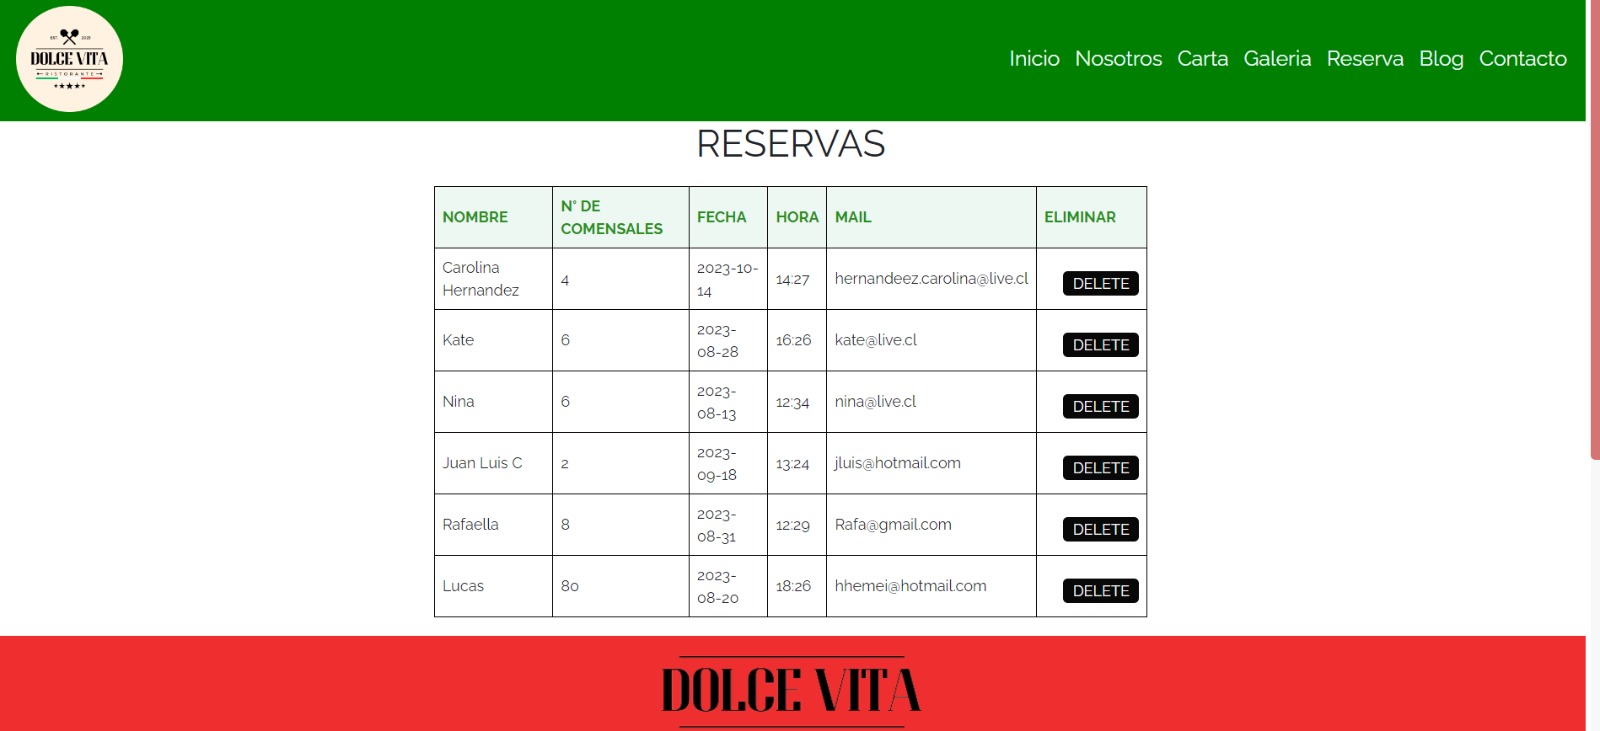 EST. 2023
DOLCE VITA
RISTORANTE
Inicio Nosotros Carta Galeria Reserva Blog Contacto
RESERVAS
NOMBRE N° DE COMENSALES FECHA HORA MAIL ELIMINAR
Carolina Hernandez 4 2023-10-14 14:27 hernandeez.carolina@live.cl DELETE
Kate 6 2023-08-28 16:26 kate@live.cl DELETE
Nina 6 2023-08-13 12:34 nina@live.cl DELETE
Juan Luis C 2 2023-09-18 13:24 jluis@hotmail.com DELETE
Rafaella 8 2023-08-31 12:29 Rafa@gmail.com DELETE
Lucas 80 2023-08-20 18:26 hhemei@hotmail.com DELETE
DOLCE VITA